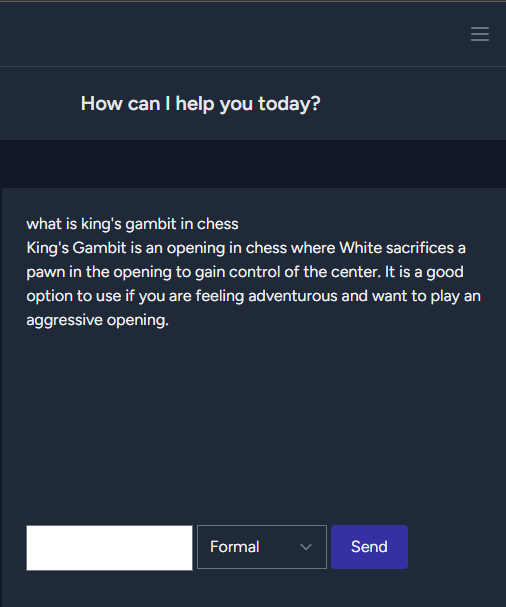 How can I help you today?
what is king's gambit in chess
King's Gambit is an opening in chess where White sacrifices a
pawn in the opening to gain control of the center. It is a good
option to use if you are feeling adventurous and want to play an
aggressive opening.
Formal
Send